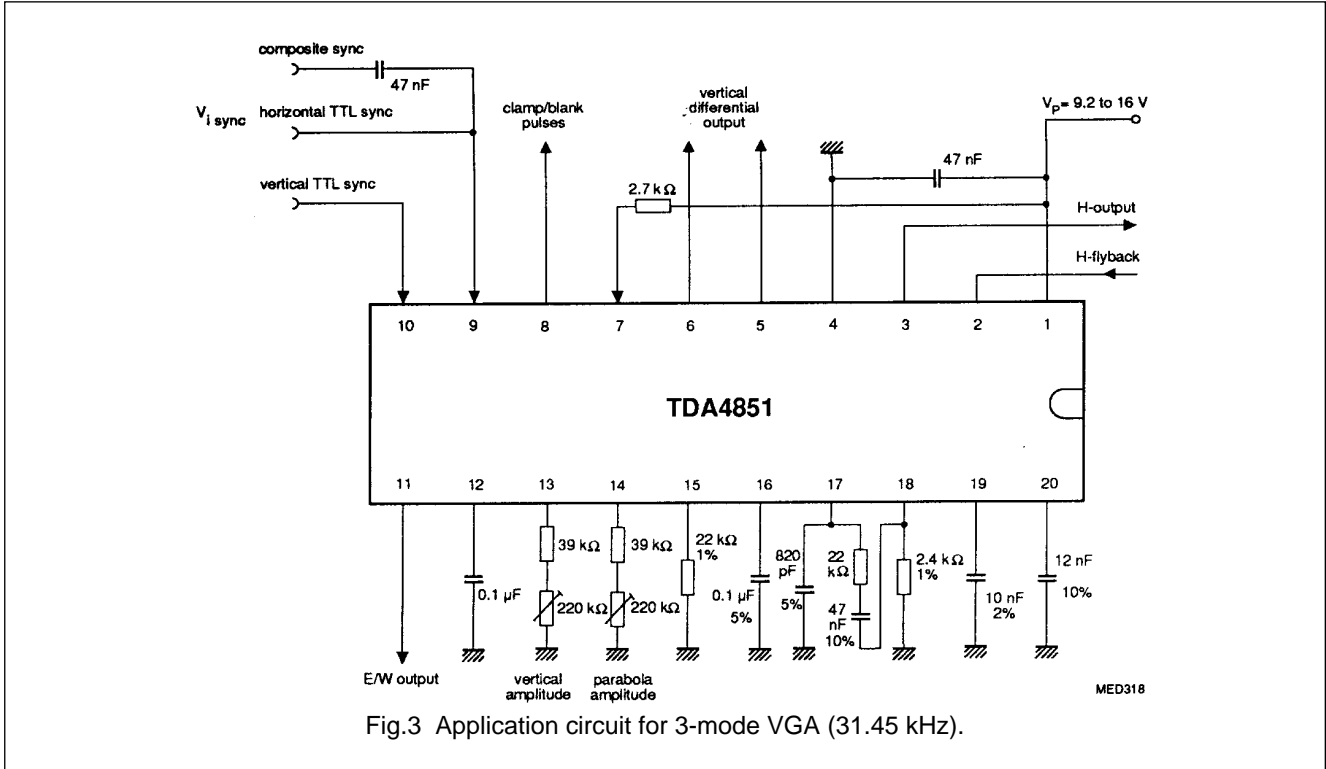 composite sync
47 nF
V i sync
horizontal TTL sync
vertical TTL sync
clamp/blank
pulses
vertical
differential
output
VP= 9.2 to 16 V
47 nF
2.7 kΩ
H-output
H-flyback
10 9 8 7 6 5 4 3 2 1
TDA4851
11 12 13 14 15 16 17 18 19 20
39 kΩ
39 kΩ
22 kΩ
1%
820
pF
5%
22
kΩ
2.4 kΩ
1%
12 nF
10%
0.1 µF
220 kΩ
220 kΩ
0.1 µF
5%
47
nF
10%
10 nF
2%
E/W output
vertical
amplitude
parabola
amplitude
MED318
Fig.3 Application circuit for 3-mode VGA (31.45 kHz).